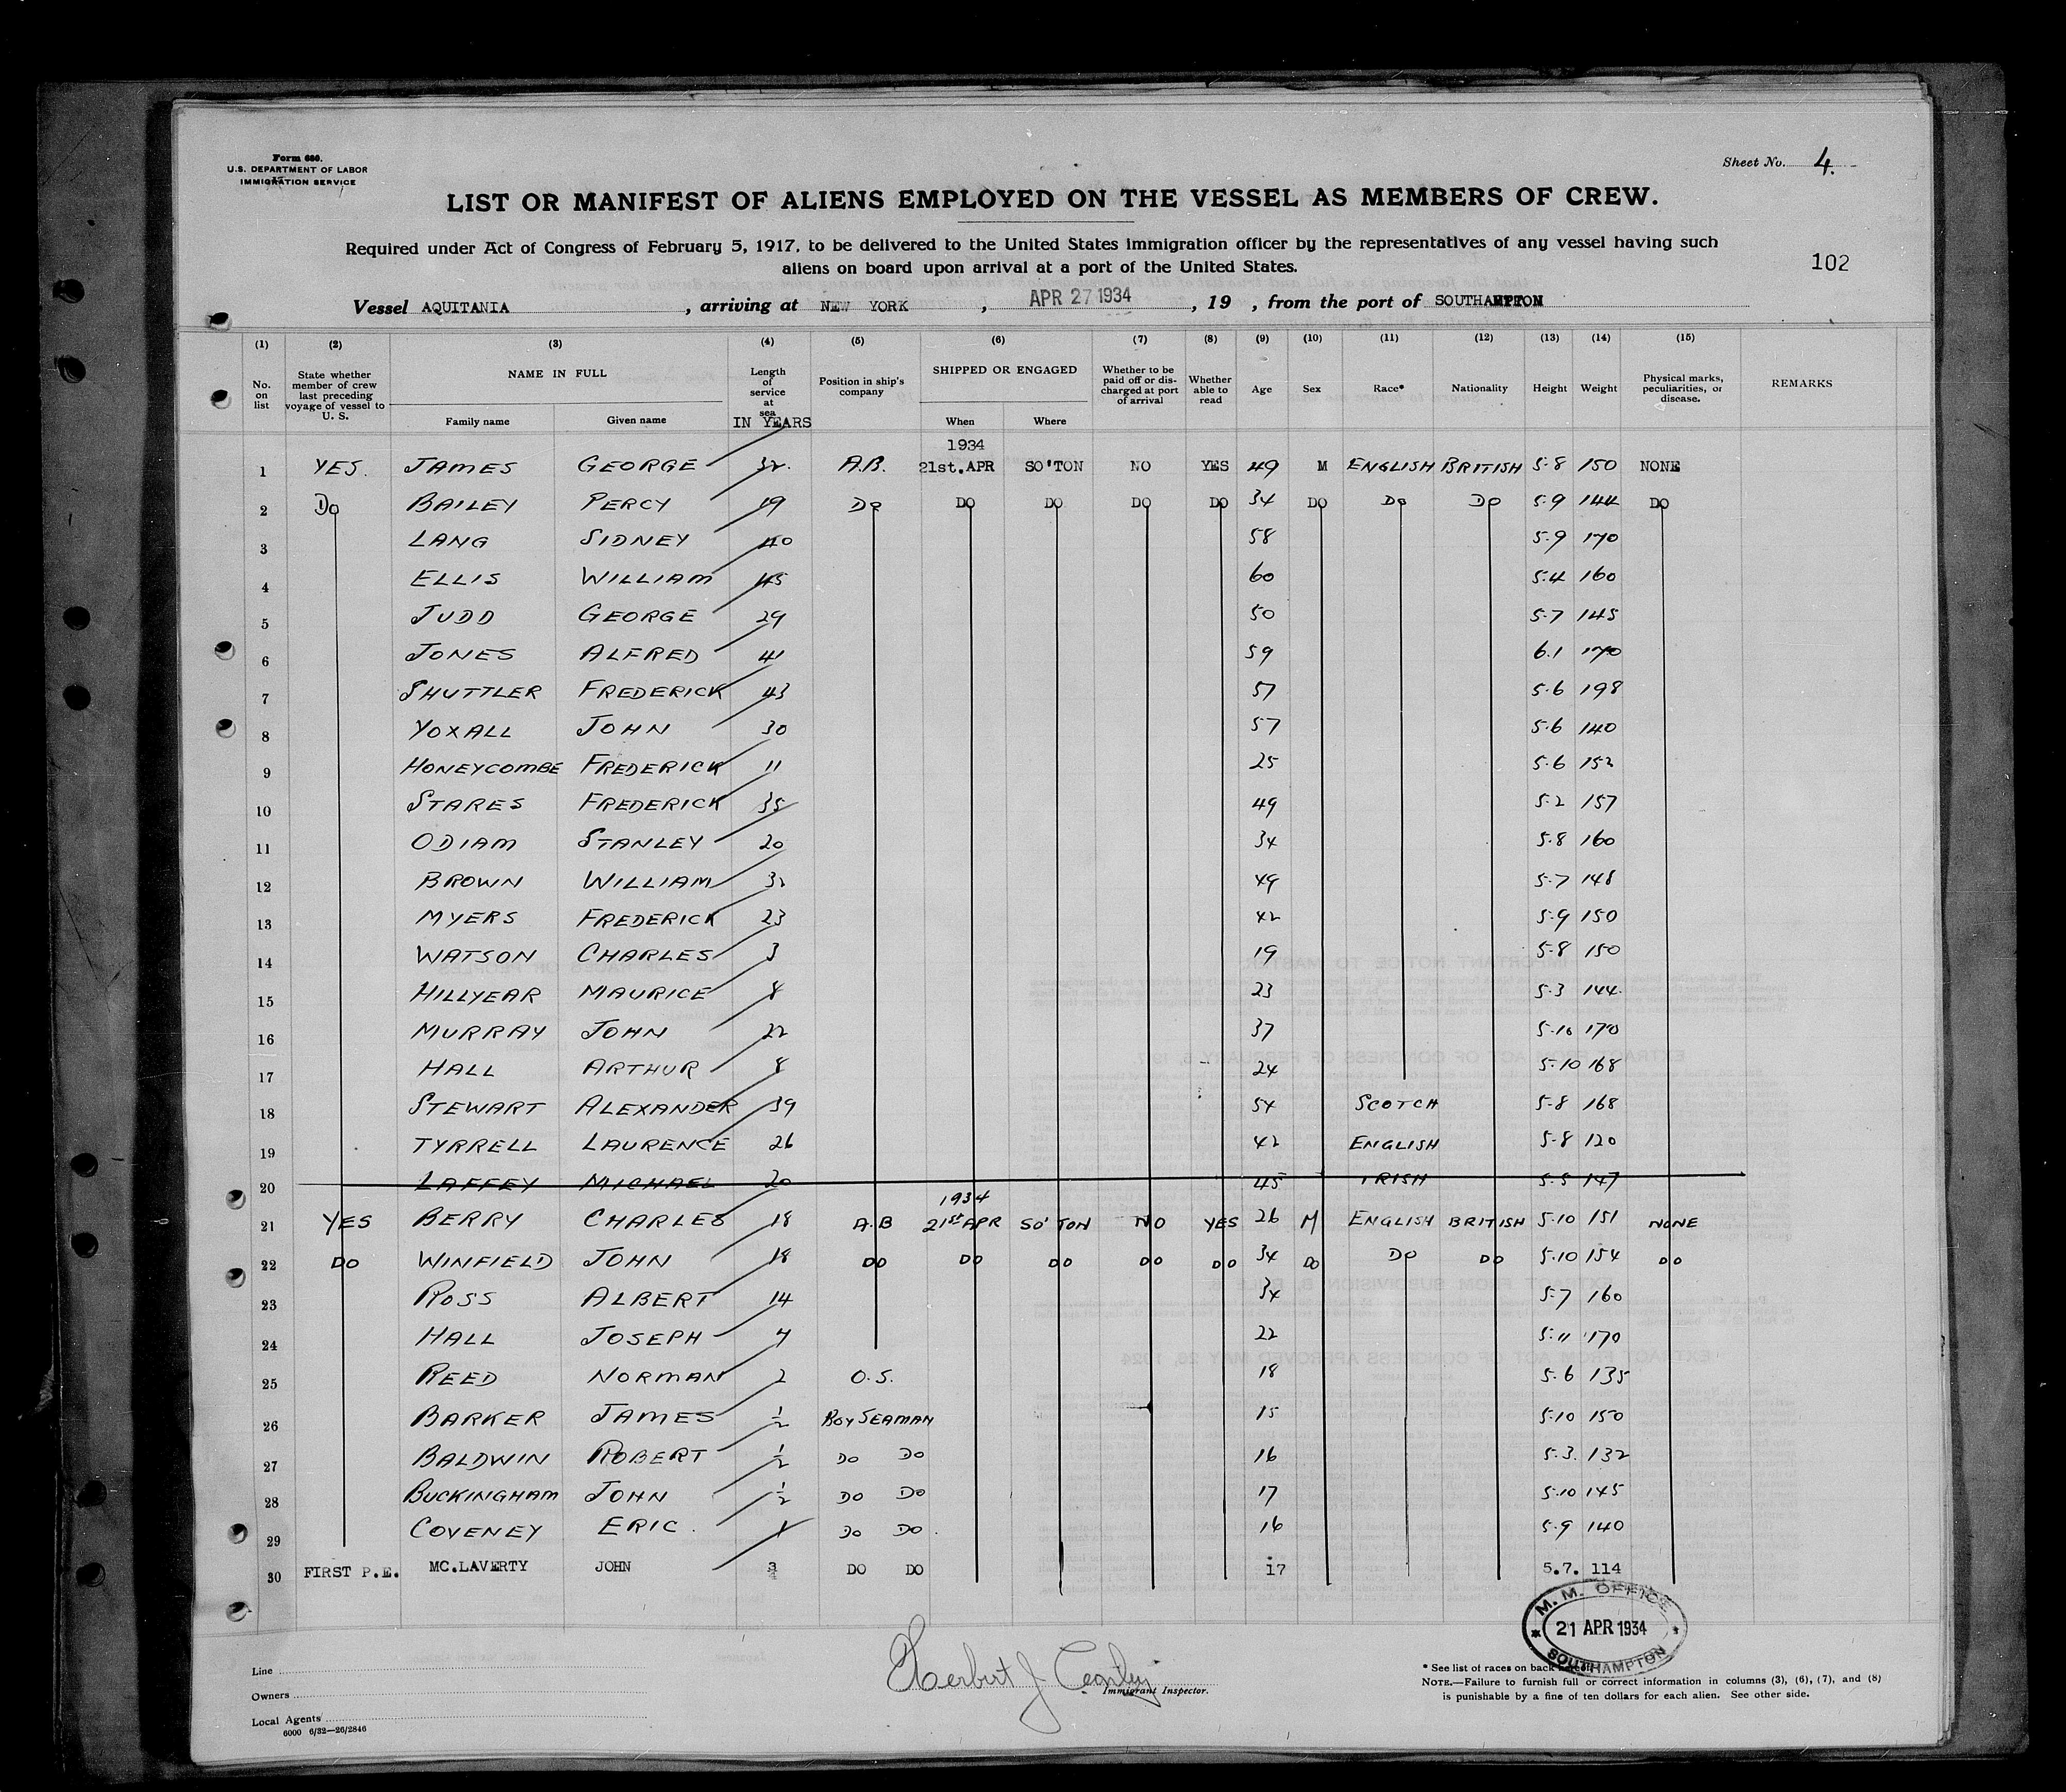 Form 680.
U.S. DEPARTMENT OF LABOR
IMMIGRATION SERVICE
Sheet No. 4.
LIST OR MANIFEST OF ALIENS EMPLOYED ON THE VESSEL AS MEMBERS OF CREW.
Required under Act of Congress of February 5, 1917, to be delivered to the United States immigration officer by the representatives of any vessel having such
aliens on board upon arrival at a port of the United States.
102
Vessel AQUITANIA, arriving at NEW YORK, APR 27 1934, 19 , from the port of SOUTHAMPTON
(1) (2) (3) (4) (5) (6) (7) (8) (9) (10) (11) (12) (13) (14) (15)
No. on list State whether member of crew last preceding voyage of vessel to U. S. NAME IN FULL Family name Given name Length of service at sea IN YEARS Position in ship's company SHIPPED OR ENGAGED When Where Whether to be paid off or discharged at port of arrival Whether able to read Age Sex Race* Nationality Height Weight Physical marks, peculiarities, or disease. REMARKS
1934
1 YES. JAMES GEORGE 32. A.B. 21st.APR SO'TON NO YES 49 M ENGLISH BRITISH 5-8 150 NONE
2 DO BAILEY PERCY 19 DO DO DO DO DO 34 DO DO DO 5.9 144 DO
3 LANG SIDNEY 40 58 5.9 170
4 ELLIS WILLIAM 45 60 5.4 160
5 JUDD GEORGE 29 50 5.7 145
6 JONES ALFRED 41 59 6.1 170
7 SHUTTLER FREDERICK 43 57 5.6 198
8 YOXALL JOHN 30 57 5.6 140
9 HONEYCOMBE FREDERICK 11 25 5.6 152
10 STARES FREDERICK 35 49 5.2 157
11 ODIAM STANLEY 20 34 5.8 160
12 BROWN WILLIAM 32 49 5.7 148
13 MYERS FREDERICK 23 42 5.9 150
14 WATSON CHARLES 3 19 5.8 150
15 HILLYEAR MAURICE 8 23 5.3 144.
16 MURRAY JOHN 22 37 5.10 170
17 HALL ARTHUR 8 24 5-10 168
18 STEWART ALEXANDER 39 54 SCOTCH 5-8 168
19 TYRRELL LAURENCE 26 42 ENGLISH 5-8 120
20 LAFFEY MICHAEL 20 45 IRISH 5-5 147
1934
21 YES BERRY CHARLES 18 A.B 21st APR SO'TON NO YES 26 M ENGLISH BRITISH 5-10 151 NONE
22 DO WINFIELD JOHN 18 DO DO DO DO DO 34 DO DO DO 5.10 154 DO
23 ROSS ALBERT 14 34 5-7 160
24 HALL JOSEPH 7 22 5.11 170
25 REED NORMAN 2 O.S. 18 5.6 135
26 BARKER JAMES ½ BOY SEAMAN 15 5-10 150
27 BALDWIN ROBERT ½ DO DO 16 5.3. 132
28 BUCKINGHAM JOHN ½ DO DO 17 5.10 145
29 COVENEY ERIC. 1 DO DO. 16 5.9 140
30 FIRST P.E. MC.LAVERTY JOHN DO DO 17 5.7. 114
M. M. OFFICE
21 APR 1934
SOUTHAMPTON
Line
Owners
Local Agents
6000 6/32—26/2846
Herbert J
Immigrant Inspector.
* See list of races on back
NOTE.—Failure to furnish full or correct information in columns (3), (6), (7), and (8)
is punishable by a fine of ten dollars for each alien. See other side.